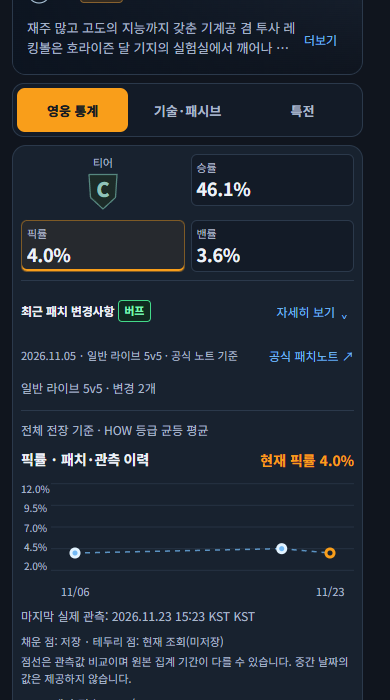 재주 많고 고도의 지능까지 갖춘 기계공 겸 투사 레
킹볼은 호라이즌 달 기지의 실험실에서 깨어나 …
더보기
영웅 통계
기술·패시브
특전
티어
C
승률
46.1%
픽률
4.0%
밴률
3.6%
최근 패치 변경사항 버프
자세히 보기 ⌄
2026.11.05 · 일반 라이브 5v5 · 공식 노트 기준
공식 패치노트 ↗
일반 라이브 5v5 · 변경 2개
전체 전장 기준 · HOW 등급 균등 평균
픽률 · 패치·관측 이력
현재 픽률 4.0%
12.0%
9.5%
7.0%
4.5%
2.0%
11/06
11/23
마지막 실제 관측: 2026.11.23 15:23 KST KST
채운 점: 저장 · 테두리 점: 현재 조회(미저장)
점선은 관측값 비교이며 원본 집계 기간이 다를 수 있습니다. 중간 날짜의
값은 제공하지 않습니다.